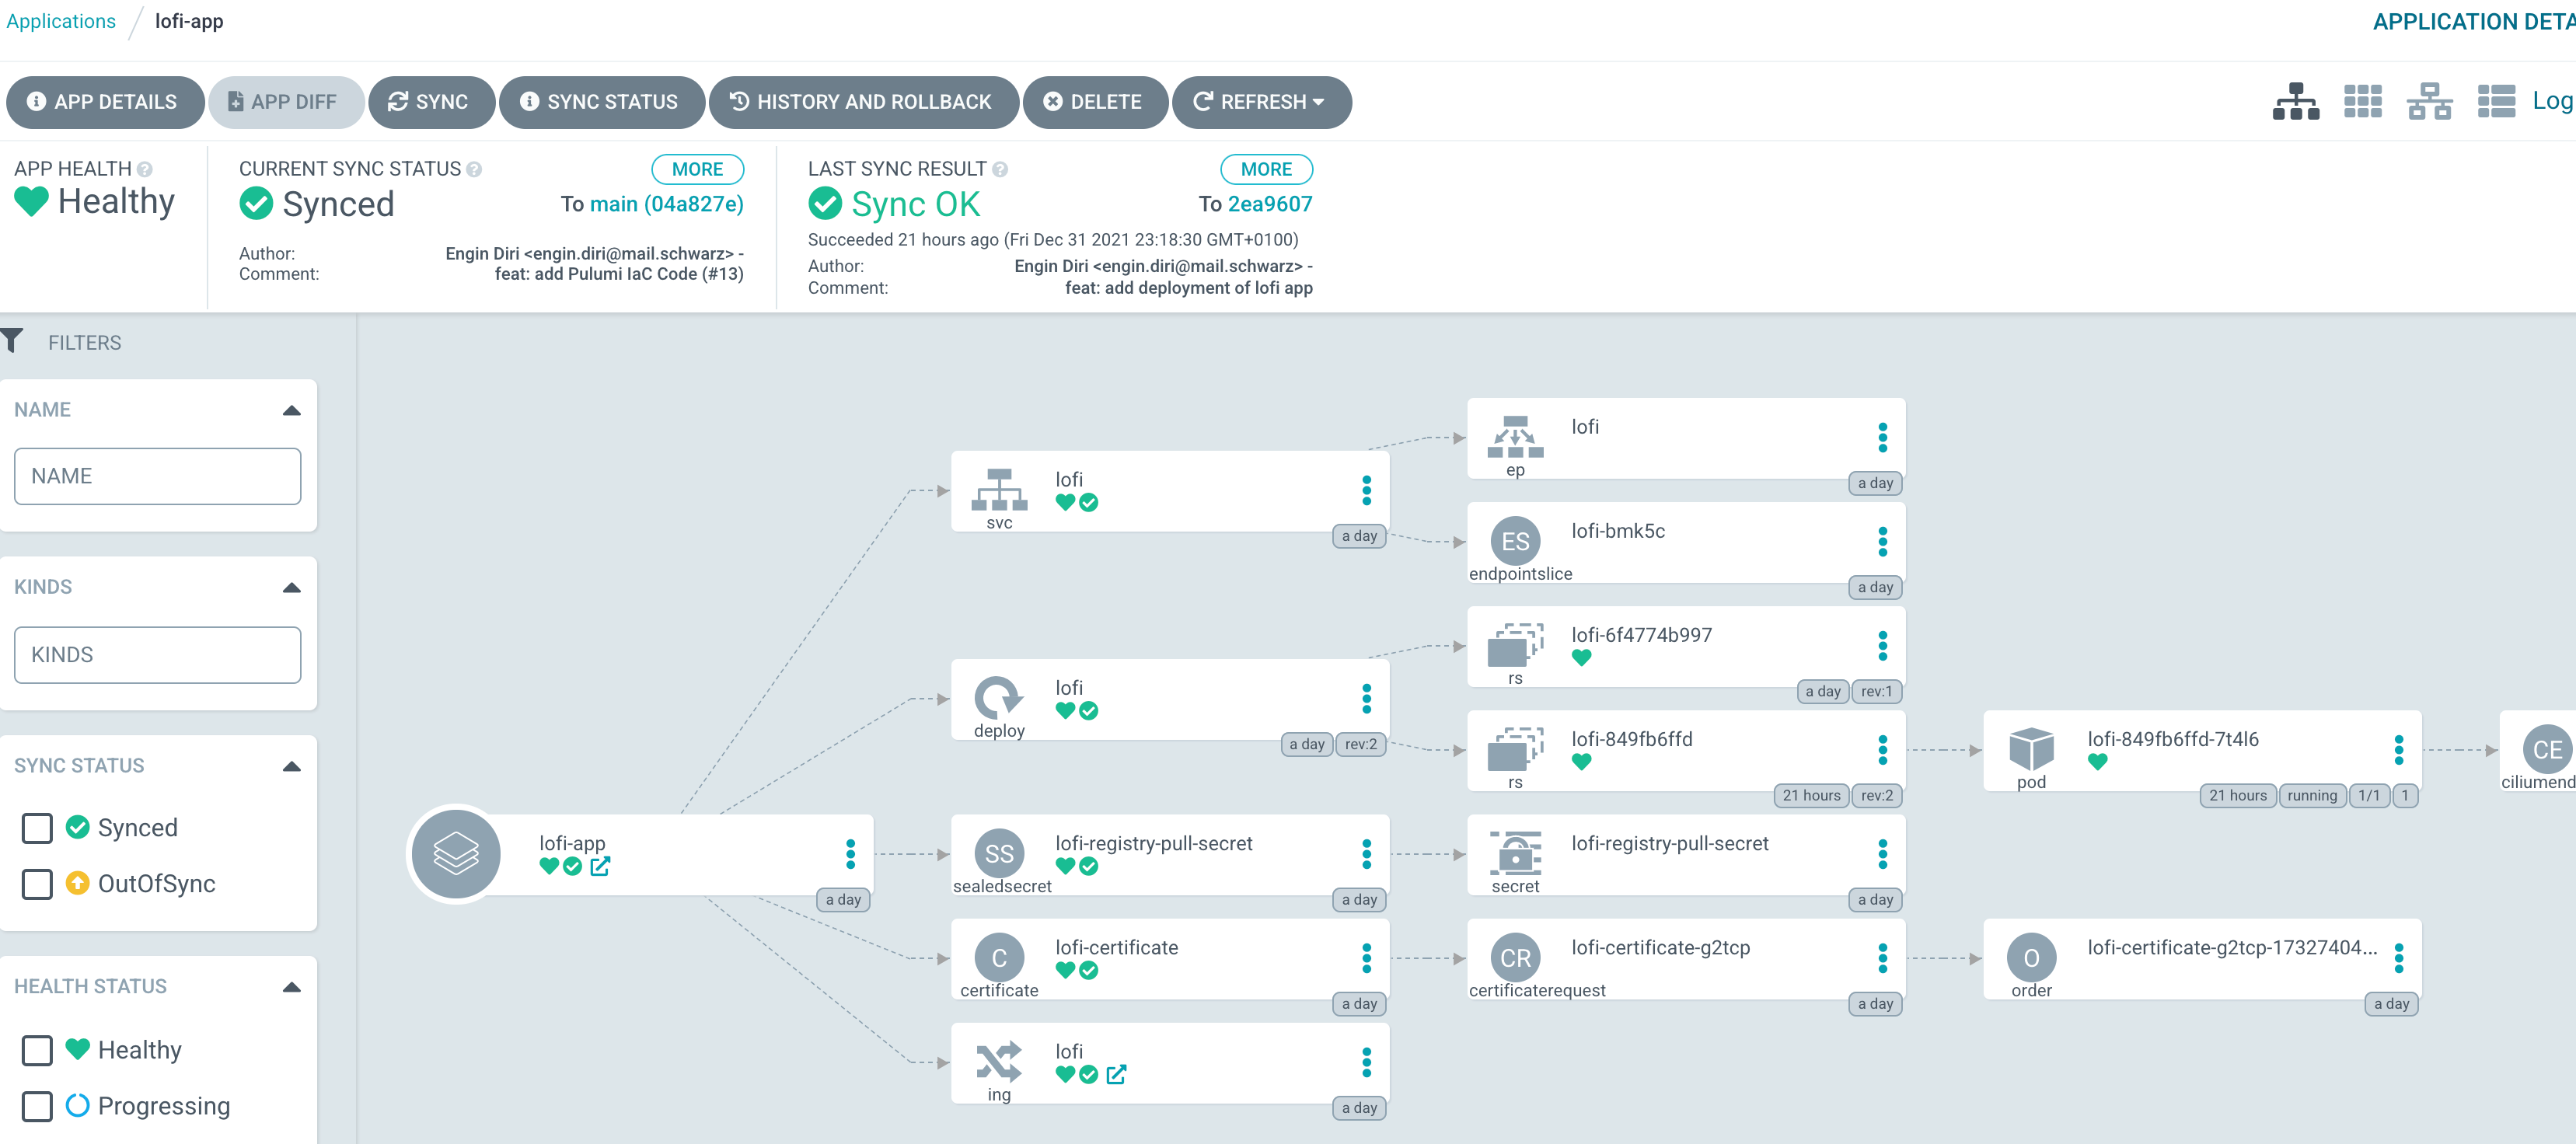 Applications / lofi-app
APPLICATION DETA
APP DETAILS
APP DIFF
SYNC
SYNC STATUS
HISTORY AND ROLLBACK
DELETE
REFRESH
Log
APP HEALTH
Healthy
CURRENT SYNC STATUS
MORE
Synced
To main (04a827e)
Author:
Engin Diri <engin.diri@mail.schwarz> -
Comment:
feat: add Pulumi IaC Code (#13)
LAST SYNC RESULT
MORE
Sync OK
To 2ea9607
Succeeded 21 hours ago (Fri Dec 31 2021 23:18:30 GMT+0100)
Author:
Engin Diri <engin.diri@mail.schwarz> -
Comment:
feat: add deployment of lofi app
FILTERS
NAME
NAME
KINDS
KINDS
SYNC STATUS
Synced
OutOfSync
HEALTH STATUS
Healthy
Progressing
lofi-app
a day
lofi
svc
a day
lofi
deploy
a day
rev:2
SS
lofi-registry-pull-secret
sealedsecret
a day
C
lofi-certificate
certificate
a day
lofi
ing
a day
lofi
ep
a day
ES
lofi-bmk5c
endpointslice
a day
lofi-6f4774b997
rs
a day
rev:1
lofi-849fb6ffd
rs
21 hours
rev:2
lofi-registry-pull-secret
secret
a day
CR
lofi-certificate-g2tcp
certificaterequest
a day
lofi-849fb6ffd-7t4l6
pod
21 hours
running
1/1
1
O
lofi-certificate-g2tcp-17327404...
order
a day
CE
ciliumend